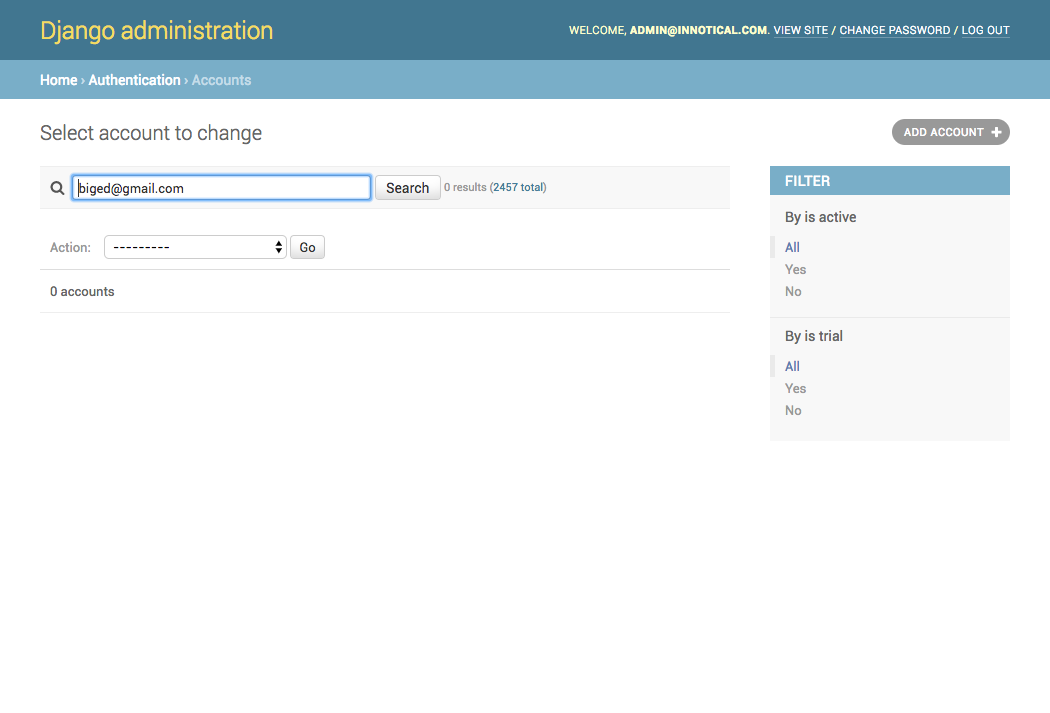 Django administration
WELCOME, ADMIN@INNOTICAL.COM. VIEW SITE / CHANGE PASSWORD / LOG OUT
Home › Authentication › Accounts
Select account to change
ADD ACCOUNT +
biged@gmail.com Search 0 results (2457 total)
Action: --------- Go
0 accounts
FILTER
By is active
All
Yes
No
By is trial
All
Yes
No